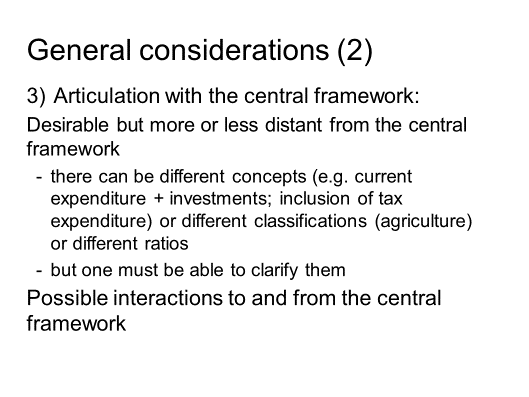 General considerations (2)
3) Articulation with the central framework:
Desirable but more or less distant from the central
framework
- there can be different concepts (e.g. current
expenditure + investments; inclusion of tax
expenditure) or different classifications (agriculture)
or different ratios
- but one must be able to clarify them
Possible interactions to and from the central
framework